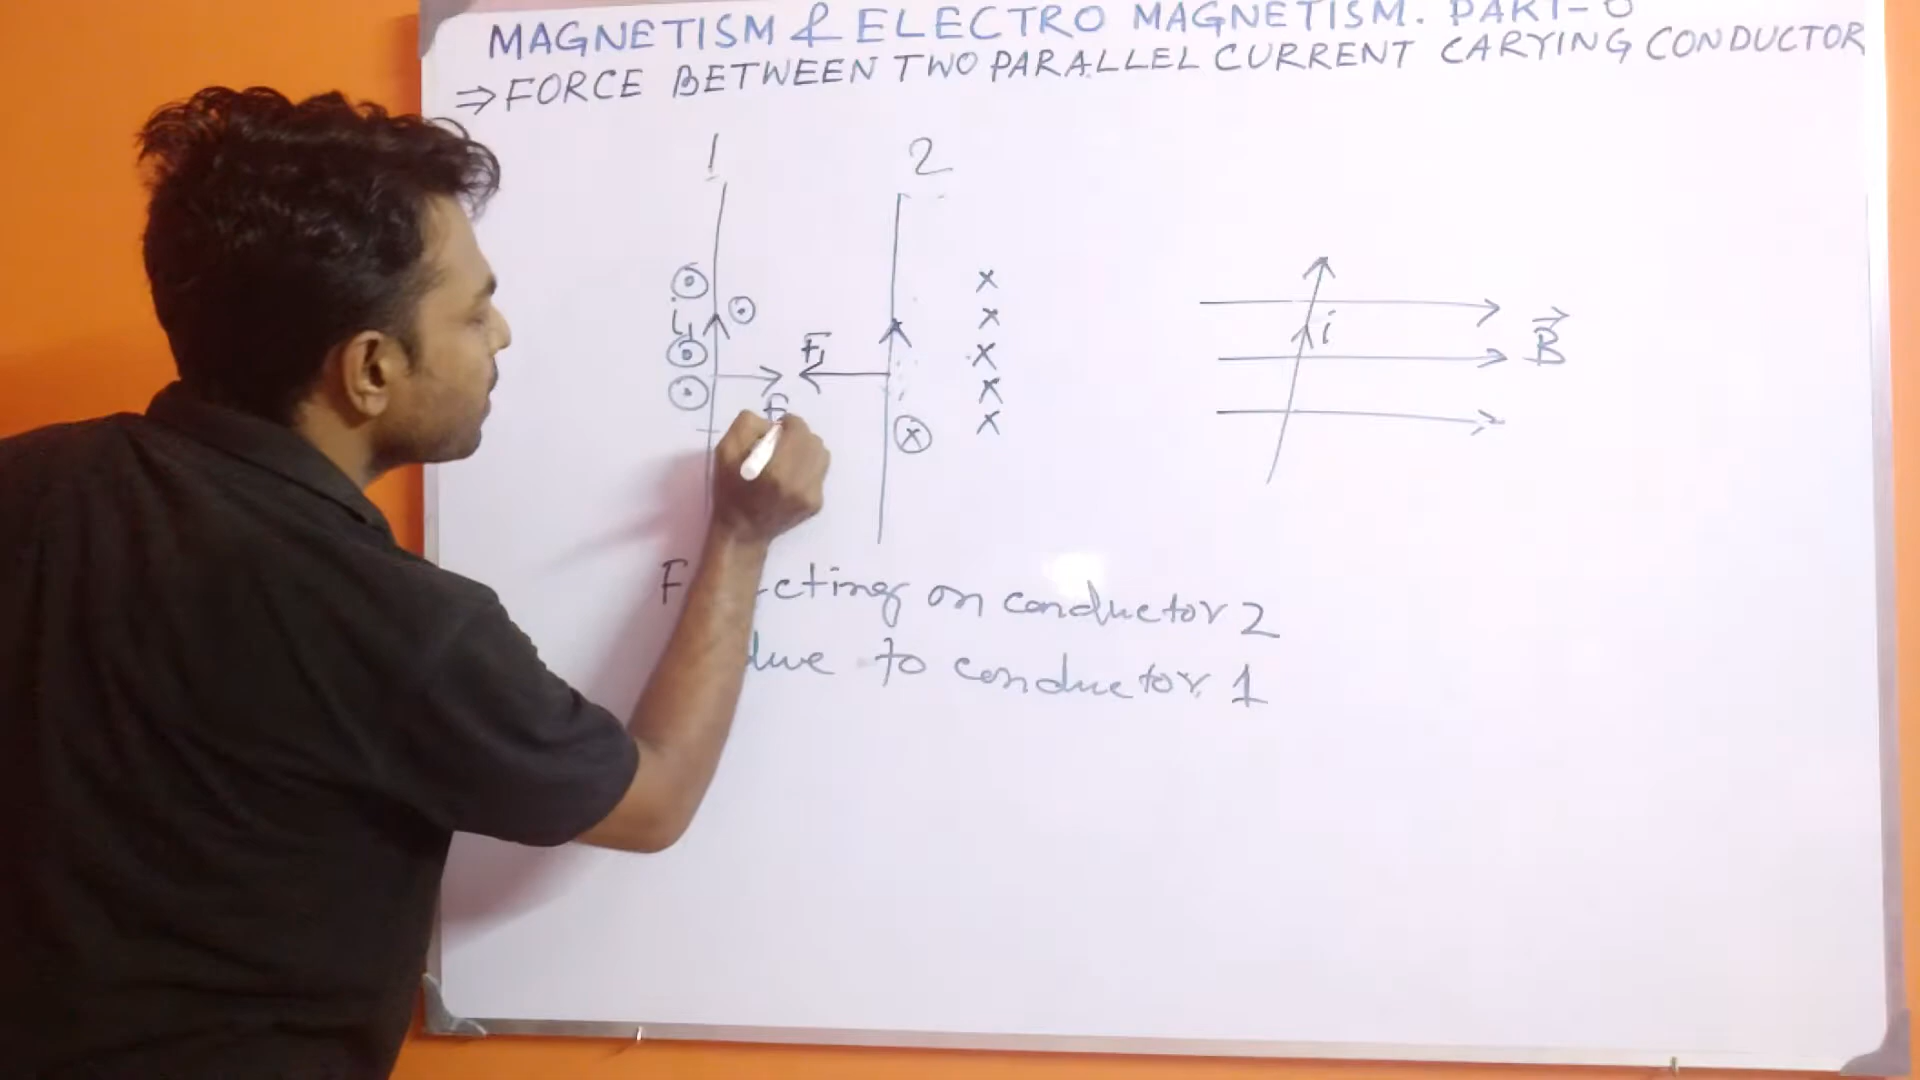 MAGNETISM & ELECTRO MAGNETISM. PART-
⇒ FORCE BETWEEN TWO PARALLEL CURRENT CARYING CONDUCTOR
1 2
i
F₁
B
F
F acting on conductor 2
due to conductor 1